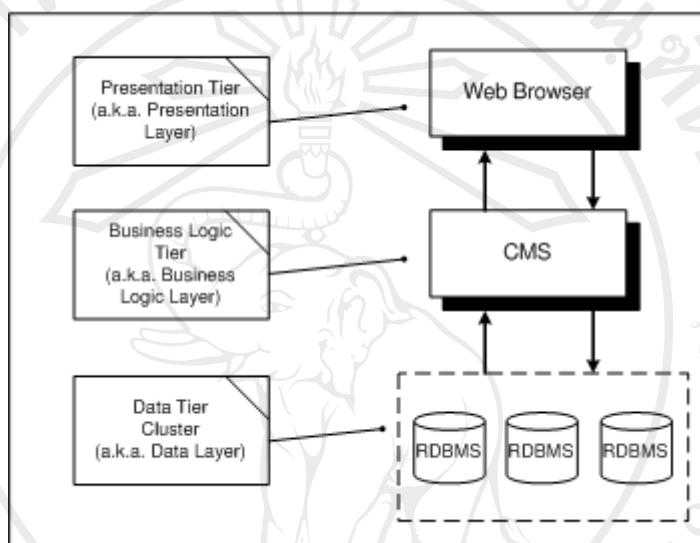 Presentation Tier
(a.k.a. Presentation
Layer)
Web Browser
Business Logic
Tier
(a.k.a. Business
Logic Layer)
CMS
Data Tier
Cluster
(a.k.a. Data Layer)
RDBMS
RDBMS
RDBMS